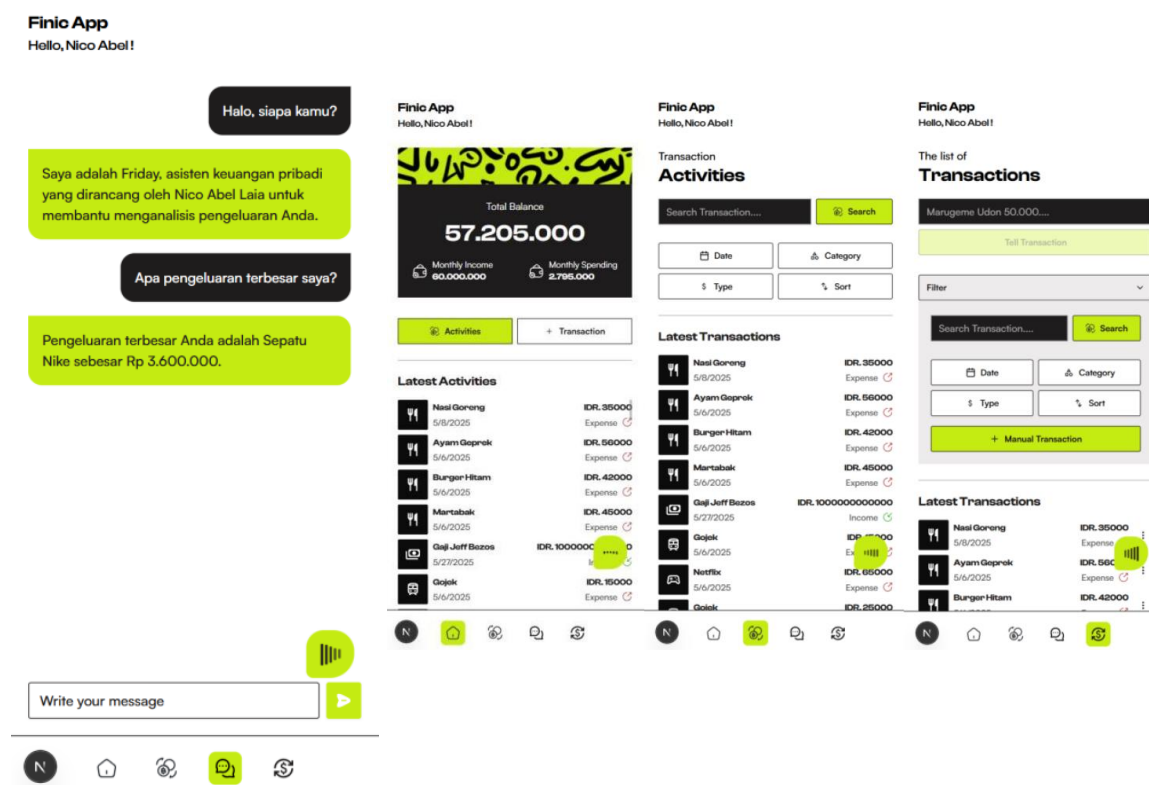 Finic App
Hello, Nico Abel !
Halo, siapa kamu?
Saya adalah Friday, asisten keuangan pribadi
yang dirancang oleh Nico Abel Laia untuk
membantu menganalisis pengeluaran Anda.
Apa pengeluaran terbesar saya?
Pengeluaran terbesar Anda adalah Sepatu
Nike sebesar Rp 3.600.000.
Write your message
N
Finic App
Hello, Nico Abel !
Total Balance
57.205.000
Monthly Income
60.000.000
Monthly Spending
2.795.000
Activities
+ Transaction
Latest Activities
Nasi Goreng IDR. 35000
5/8/2025 Expense
Ayam Geprek IDR. 56000
5/6/2025 Expense
Burger Hitam IDR. 42000
5/6/2025 Expense
Martabak IDR. 45000
5/6/2025 Expense
Gaji Jeff Bezos
5/27/2025
Gojek IDR. 15000
5/6/2025 Expense
N
Finic App
Hello, Nico Abel !
Transaction
Activities
Search Transaction.... Search
Date Category
$ Type Sort
Latest Transactions
Nasi Goreng IDR. 35000
5/8/2025 Expense
Ayam Geprek IDR. 56000
5/6/2025 Expense
Burger Hitam IDR. 42000
5/6/2025 Expense
Martabak IDR. 45000
5/6/2025 Expense
Gaji Jeff Bezos IDR. 1000000000000
5/27/2025 Income
Gojek
5/6/2025
Netflix IDR. 65000
5/6/2025 Expense
Gojek IDR. 25000
N
Finic App
Hello, Nico Abel !
The list of
Transactions
Marugeme Udon 50.000....
Tell Transaction
Filter
Search Transaction.... Search
Date Category
$ Type Sort
+ Manual Transaction
Latest Transactions
Nasi Goreng IDR. 35000
5/8/2025 Expense
Ayam Geprek
5/6/2025 Expense
Burger Hitam IDR. 42000
N